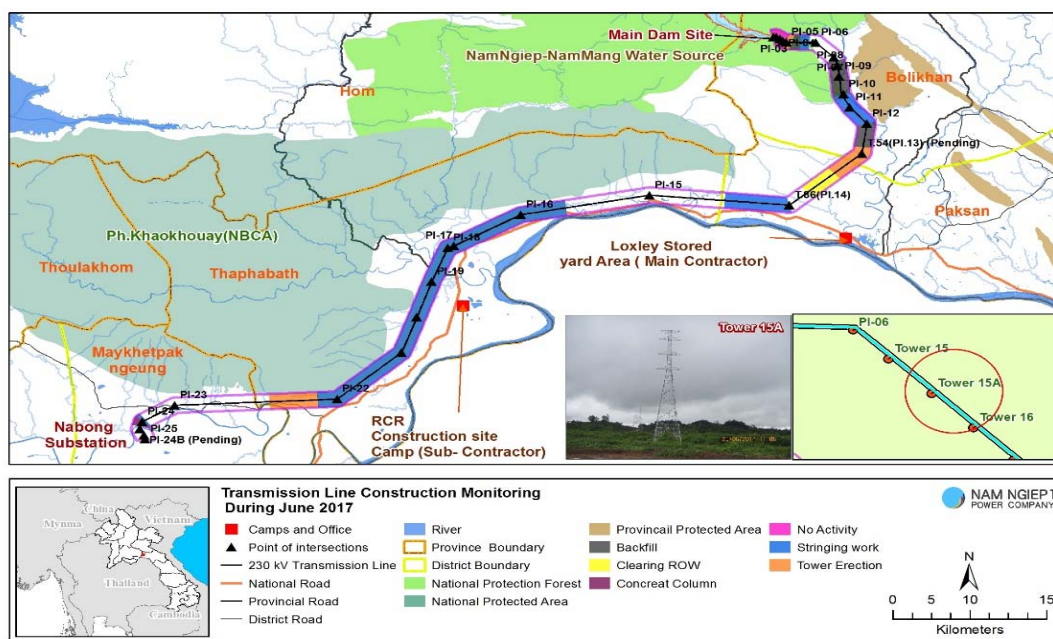 Main Dam Site
PI-05
PI-06
PI-03
NamNgiep-NamMang Water Source
PI-09
PI-10
PI-11
PI-12
Bolikhan
Hom
T.54(PI.13) (Pending)
PI-15
T.86(PI.14)
PI-16
Paksan
PI-17
PI-18
PI-19
Ph.Khaokhouay(NBCA)
Loxley Stored
yard Area ( Main Contractor)
Thoulakhom
Thaphabath
Maykhetpak
ngeung
PI-22
PI-23
PI-24
PI-25
PI-24B (Pending)
Nabong
Substation
RCR
Construction site
Camp (Sub- Contractor)
Tower 15A
PI-06
Tower 15
Tower 15A
Tower 16
China
Mynma
Vietnam
Thailand
Cambodia
Transmission Line Construction Monitoring
During June 2017
Camps and Office
Point of intersections
230 kV Transmission Line
National Road
Provincial Road
District Road
River
Province Boundary
District Boundary
National Protection Forest
National Protected Area
Provincail Protected Area
Backfill
Clearing ROW
Concreat Column
No Activity
Stringing work
Tower Erection
NAM NGIEP1
POWER COMPANY
N
0 5 10 15
Kilometers